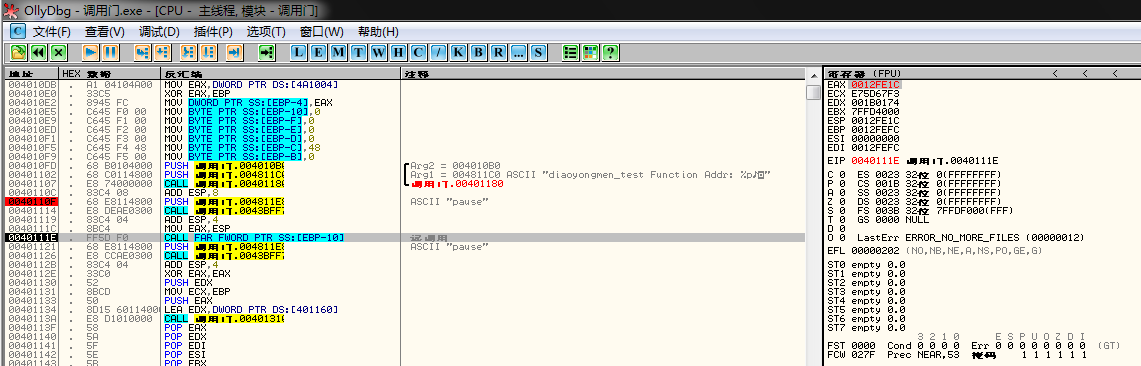 OllyDbg - 调用门.exe - [CPU - 主线程, 模块 - 调用门]
C 文件(F) 查看(V) 调试(D) 插件(P) 选项(T) 窗口(W) 帮助(H)
L E M T W H C / K B R ... S ?
地址 HEX 数据 反汇编 注释
004010DB . A1 04104A00 MOV EAX,DWORD PTR DS:[4A1004]
004010E0 . 33C5 XOR EAX,EBP
004010E2 . 8945 FC MOV DWORD PTR SS:[EBP-4],EAX
004010E5 . C645 F0 00 MOV BYTE PTR SS:[EBP-10],0
004010E9 . C645 F1 00 MOV BYTE PTR SS:[EBP-F],0
004010ED . C645 F2 00 MOV BYTE PTR SS:[EBP-E],0
004010F1 . C645 F3 00 MOV BYTE PTR SS:[EBP-D],0
004010F5 . C645 F4 48 MOV BYTE PTR SS:[EBP-C],48
004010F9 . C645 F5 00 MOV BYTE PTR SS:[EBP-B],0
004010FD . 68 B0104000 PUSH 调用门.004010B0 Arg2 = 004010B0
00401102 . 68 C0114800 PUSH 调用门.004811C0 Arg1 = 004811C0 ASCII "diaoyongmen_test Function Addr: %p
00401107 . E8 74000000 CALL 调用门.00401180 调用门.00401180
0040110C . 83C4 08 ADD ESP,8
0040110F . 68 E8114800 PUSH 调用门.004811E8 ASCII "pause"
00401114 . E8 DEAE0300 CALL 调用门.0043BFF7
00401119 . 83C4 04 ADD ESP,4
0040111C . 8BC4 MOV EAX,ESP
0040111E . FF5D F0 CALL FAR FWORD PTR SS:[EBP-10] 远调用
00401121 . 68 E8114800 PUSH 调用门.004811E8 ASCII "pause"
00401126 . E8 CCAE0300 CALL 调用门.0043BFF7
0040112B . 83C4 04 ADD ESP,4
0040112E . 33C0 XOR EAX,EAX
00401130 . 52 PUSH EDX
00401131 . 8BCD MOV ECX,EBP
00401133 . 50 PUSH EAX
00401134 . 8D15 60114000 LEA EDX,DWORD PTR DS:[401160]
0040113A . E8 D1010000 CALL 调用门.00401310
0040113F . 58 POP EAX
00401140 . 5A POP EDX
00401141 . 5F POP EDI
00401142 . 5E POP ESI
00401143 . 5B POP EBX
寄存器 (FPU) < < <
EAX 0012FE1C
ECX E75D67F3
EDX 001B0174
EBX 7FFD4000
ESP 0012FE1C
EBP 0012FEFC
ESI 00000000
EDI 0012FEFC
EIP 0040111E 调用门.0040111E
C 0 ES 0023 32位 0(FFFFFFFF)
P 0 CS 001B 32位 0(FFFFFFFF)
A 0 SS 0023 32位 0(FFFFFFFF)
Z 0 DS 0023 32位 0(FFFFFFFF)
S 0 FS 003B 32位 7FFDF000(FFF)
T 0 GS 0000 NULL
D 0
O 0 LastErr ERROR_NO_MORE_FILES (00000012)
EFL 00000202 (NO,NB,NE,A,NS,PO,GE,G)
ST0 empty 0.0
ST1 empty 0.0
ST2 empty 0.0
ST3 empty 0.0
ST4 empty 0.0
ST5 empty 0.0
ST6 empty 0.0
ST7 empty 0.0
3 2 1 0 E S P U O Z D I
FST 0000 Cond 0 0 0 0 Err 0 0 0 0 0 0 0 0 (GT)
FCW 027F Prec NEAR,53 掩码 1 1 1 1 1 1